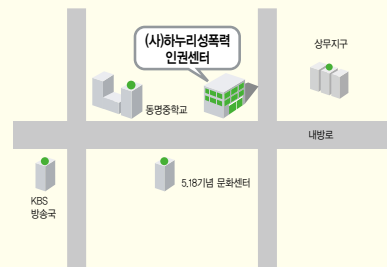 (사)하누리성폭력
인권센터
상무지구
동명중학교
내방로
KBS
방송국
5.18기념 문화센터